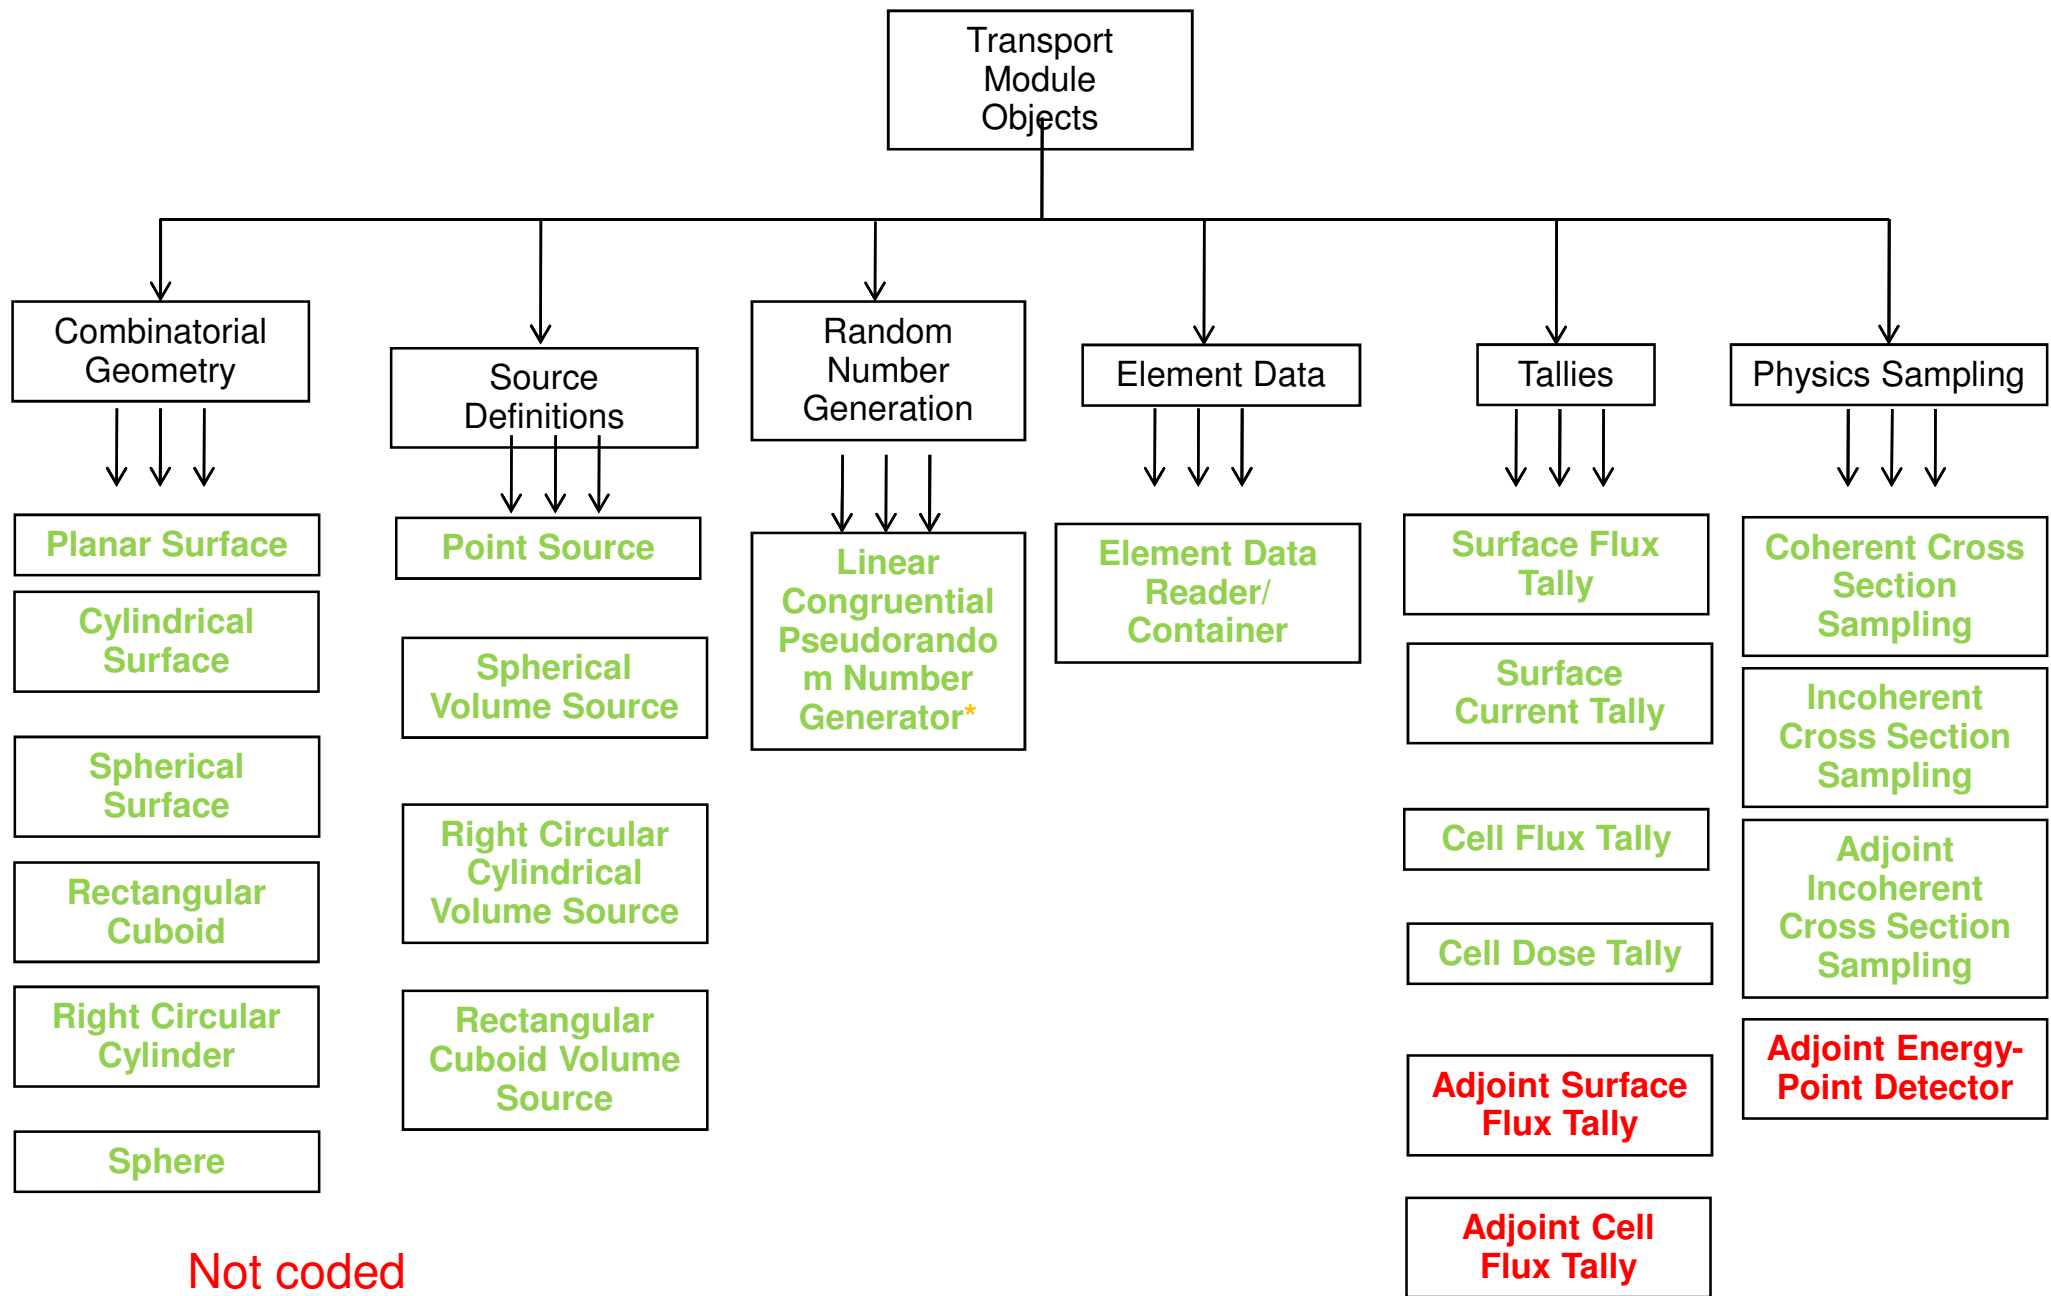 Transport
Module
Objects
Combinatorial
Geometry
Source
Definitions
Random
Number
Generation
Element Data
Tallies
Physics Sampling
Planar Surface
Cylindrical
Surface
Spherical
Surface
Rectangular
Cuboid
Right Circular
Cylinder
Sphere
Point Source
Spherical
Volume Source
Right Circular
Cylindrical
Volume Source
Rectangular
Cuboid Volume
Source
Linear
Congruential
Pseudorando
m Number
Generator*
Element Data
Reader/
Container
Surface Flux
Tally
Surface
Current Tally
Cell Flux Tally
Cell Dose Tally
Adjoint Surface
Flux Tally
Adjoint Cell
Flux Tally
Coherent Cross
Section
Sampling
Incoherent
Cross Section
Sampling
Adjoint
Incoherent
Cross Section
Sampling
Adjoint Energy-
Point Detector
Not coded